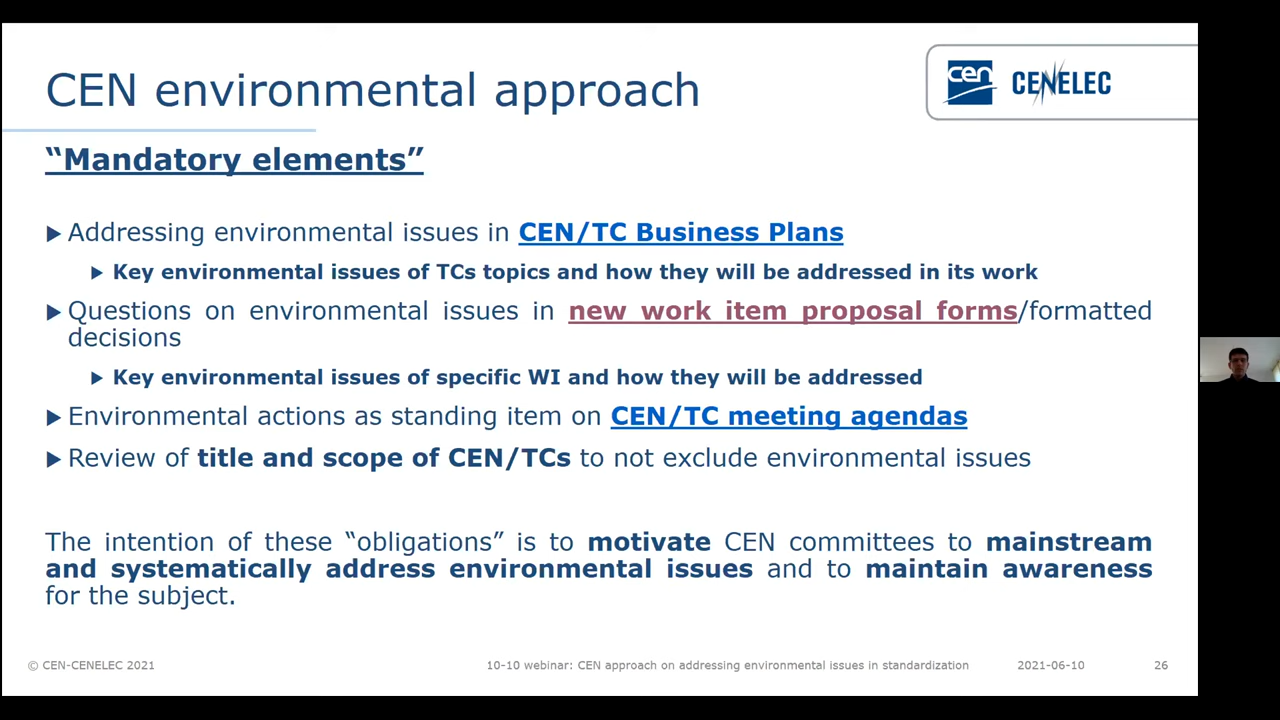 CEN environmental approach
cen CENELEC
“Mandatory elements”
Addressing environmental issues in CEN/TC Business Plans
Key environmental issues of TCs topics and how they will be addressed in its work
Questions on environmental issues in new work item proposal forms/formatted
decisions
Key environmental issues of specific WI and how they will be addressed
Environmental actions as standing item on CEN/TC meeting agendas
Review of title and scope of CEN/TCs to not exclude environmental issues
The intention of these “obligations” is to motivate CEN committees to mainstream
and systematically address environmental issues and to maintain awareness
for the subject.
© CEN-CENELEC 2021
10-10 webinar: CEN approach on addressing environmental issues in standardization
2021-06-10
26